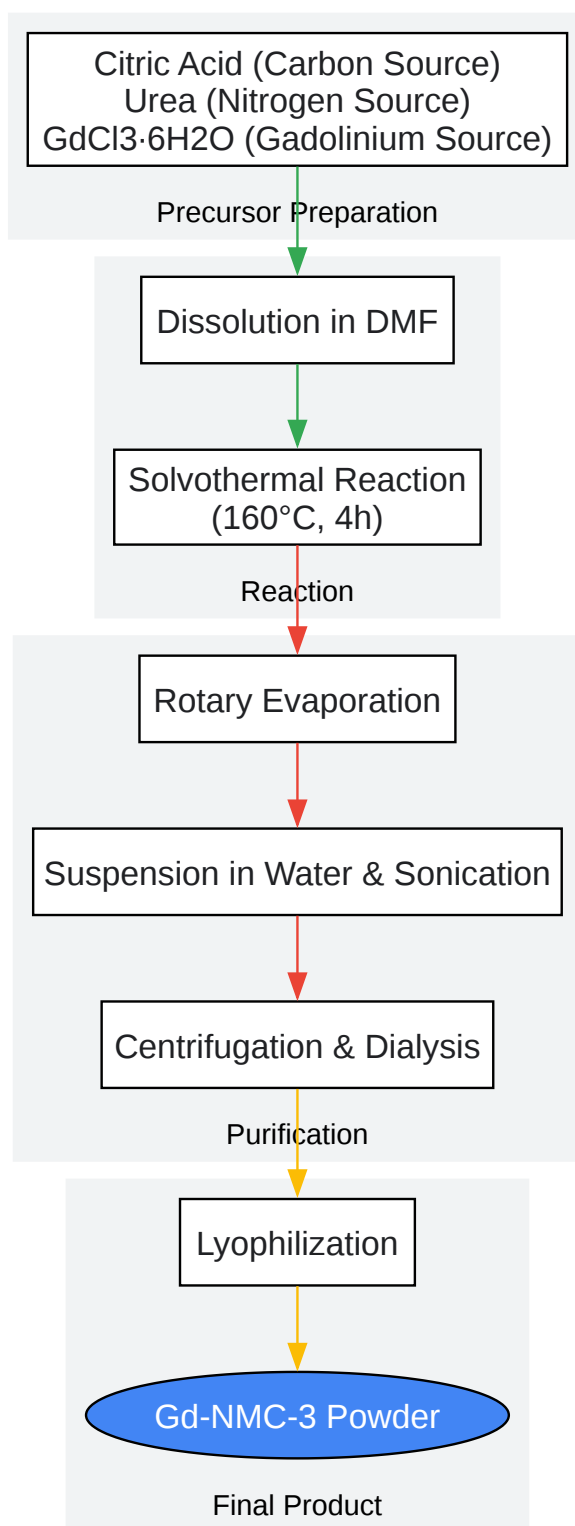 Citric Acid (Carbon Source)
Urea (Nitrogen Source)
GdCl3·6H2O (Gadolinium Source)
Precursor Preparation
Dissolution in DMF
Solvothermal Reaction
(160°C, 4h)
Reaction
Rotary Evaporation
Suspension in Water & Sonication
Centrifugation & Dialysis
Purification
Lyophilization
Gd-NMC-3 Powder
Final Product